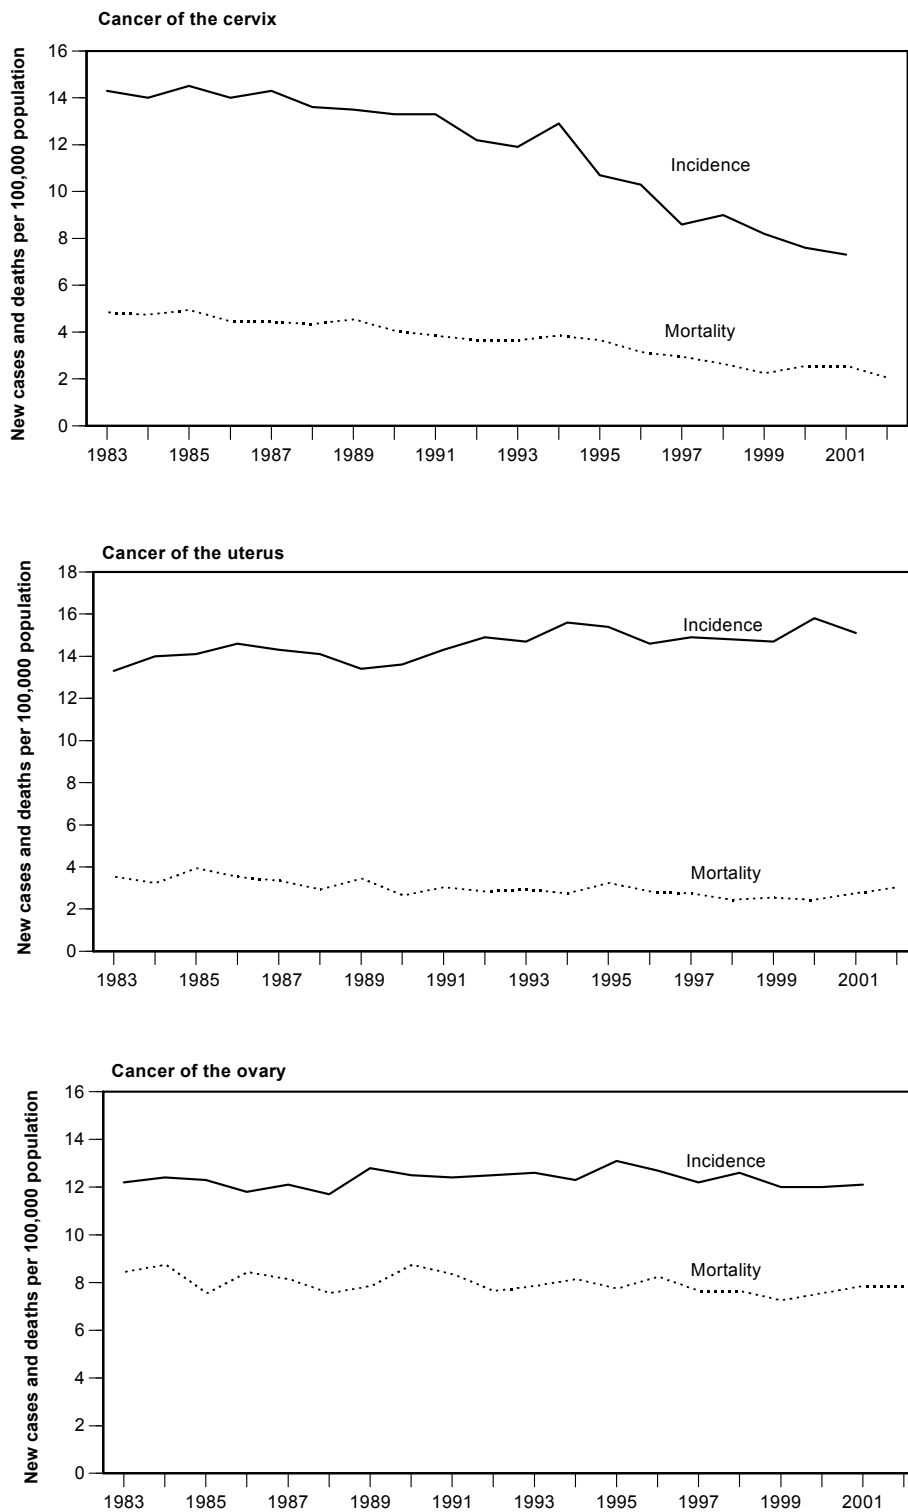 Cancer of the cervix
New cases and deaths per 100,000 population
16
14
12
10
8
6
4
2
0
Incidence
Mortality
1983 1985 1987 1989 1991 1993 1995 1997 1999 2001
Cancer of the uterus
New cases and deaths per 100,000 population
18
16
14
12
10
8
6
4
2
0
Incidence
Mortality
1983 1985 1987 1989 1991 1993 1995 1997 1999 2001
Cancer of the ovary
New cases and deaths per 100,000 population
16
14
12
10
8
6
4
2
0
Incidence
Mortality
1983 1985 1987 1989 1991 1993 1995 1997 1999 2001